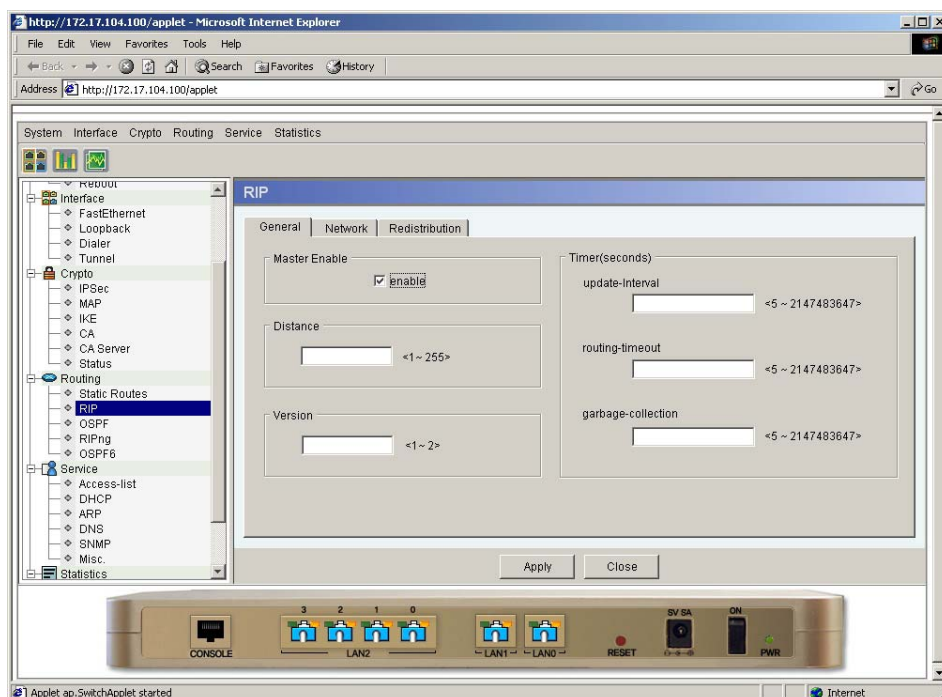 http://172.17.104.100/applet - Microsoft Internet Explorer
File Edit View Favorites Tools Help
Back Search Favorites History
Address http://172.17.104.100/applet Go
System Interface Crypto Routing Service Statistics
Reboot
Interface
FastEthernet
Loopback
Dialer
Tunnel
Crypto
IPSec
MAP
IKE
CA
CA Server
Status
Routing
Static Routes
RIP
OSPF
RIPng
OSPF6
Service
Access-list
DHCP
ARP
DNS
SNMP
Misc.
Statistics
RIP
General Network Redistribution
Master Enable
enable
Distance
<1 ~ 255>
Version
<1 ~ 2>
Timer(seconds)
update-Interval
<5 ~ 2147483647>
routing-timeout
<5 ~ 2147483647>
garbage-collection
<5 ~ 2147483647>
Apply Close
3 2 1 0
CONSOLE
LAN2
LAN1
LAN0
RESET
5V 5A
ON
PWR
Applet ap.SwitchApplet started
Internet